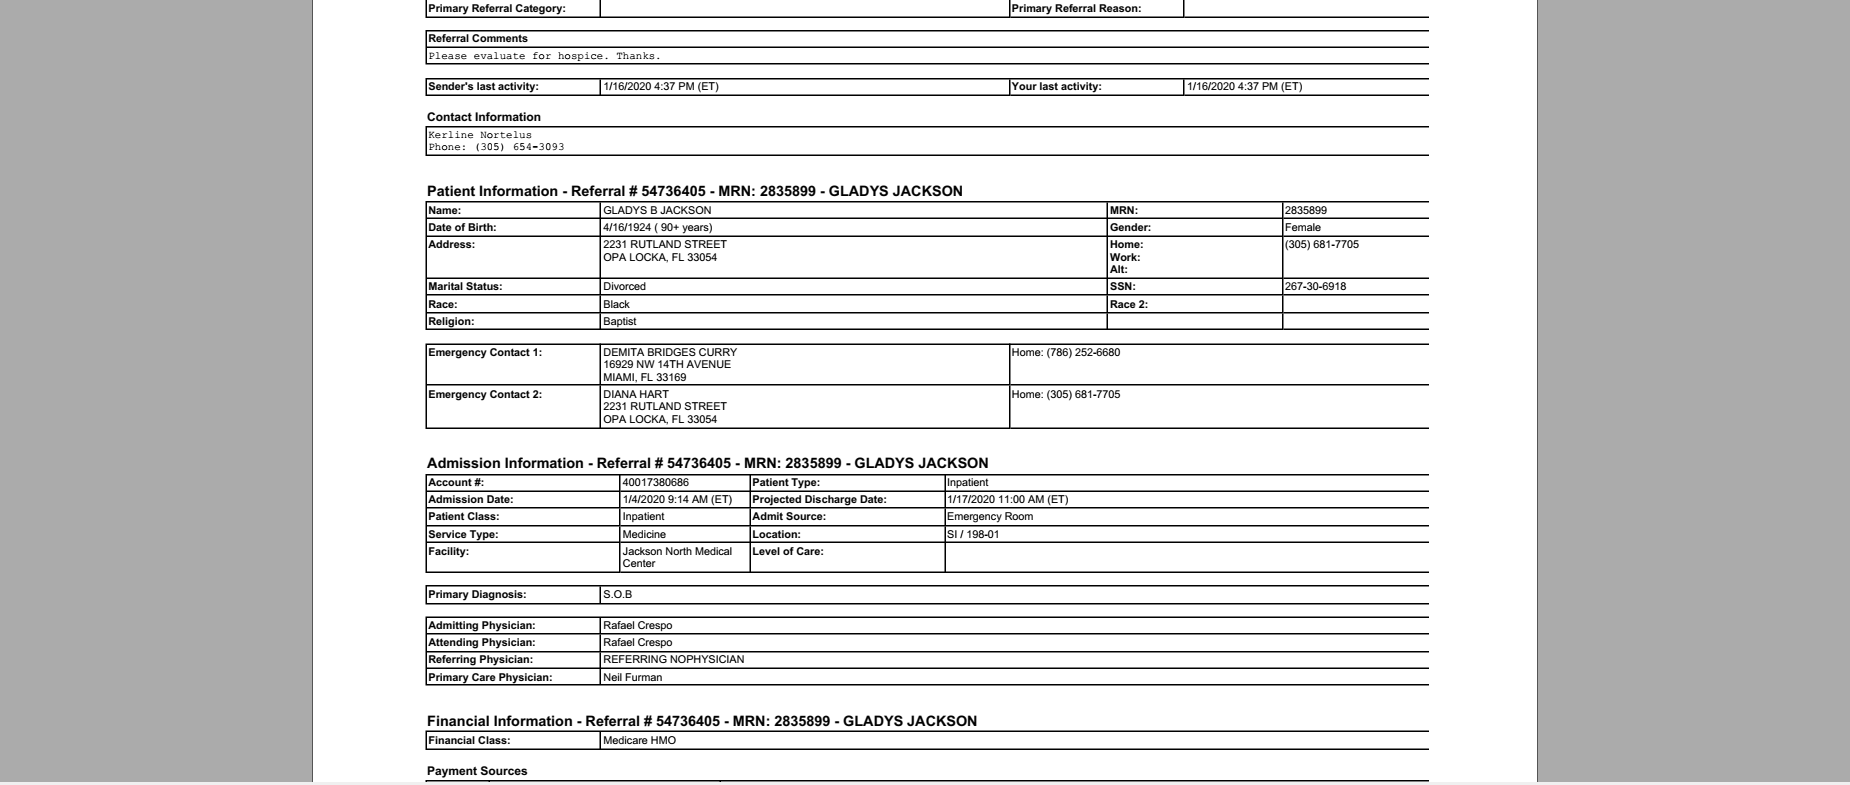 Primary Referral Category: Primary Referral Reason:
Referral Comments
Please evaluate for hospice. Thanks.
Sender's last activity: 1/16/2020 4:37 PM (ET) Your last activity: 1/16/2020 4:37 PM (ET)
Contact Information
Kerline Nortelus
Phone: (305) 654-3093
Patient Information - Referral # 54736405 - MRN: 2835899 - GLADYS JACKSON
Name: GLADYS B JACKSON MRN: 2835899
Date of Birth: 4/16/1924 ( 90+ years) Gender: Female
Address: 2231 RUTLAND STREET Home: (305) 681-7705
OPA LOCKA, FL 33054 Work:
Alt:
Marital Status: Divorced SSN: 267-30-6918
Race: Black Race 2:
Religion: Baptist
Emergency Contact 1: DEMITA BRIDGES CURRY Home: (786) 252-6680
16929 NW 14TH AVENUE
MIAMI, FL 33169
Emergency Contact 2: DIANA HART Home: (305) 681-7705
2231 RUTLAND STREET
OPA LOCKA, FL 33054
Admission Information - Referral # 54736405 - MRN: 2835899 - GLADYS JACKSON
Account #: 40017380686 Patient Type: Inpatient
Admission Date: 1/4/2020 9:14 AM (ET) Projected Discharge Date: 1/17/2020 11:00 AM (ET)
Patient Class: Inpatient Admit Source: Emergency Room
Service Type: Medicine Location: SI / 198-01
Facility: Jackson North Medical Level of Care:
Center
Primary Diagnosis: S.O.B
Admitting Physician: Rafael Crespo
Attending Physician: Rafael Crespo
Referring Physician: REFERRING NOPHYSICIAN
Primary Care Physician: Neil Furman
Financial Information - Referral # 54736405 - MRN: 2835899 - GLADYS JACKSON
Financial Class: Medicare HMO
Payment Sources